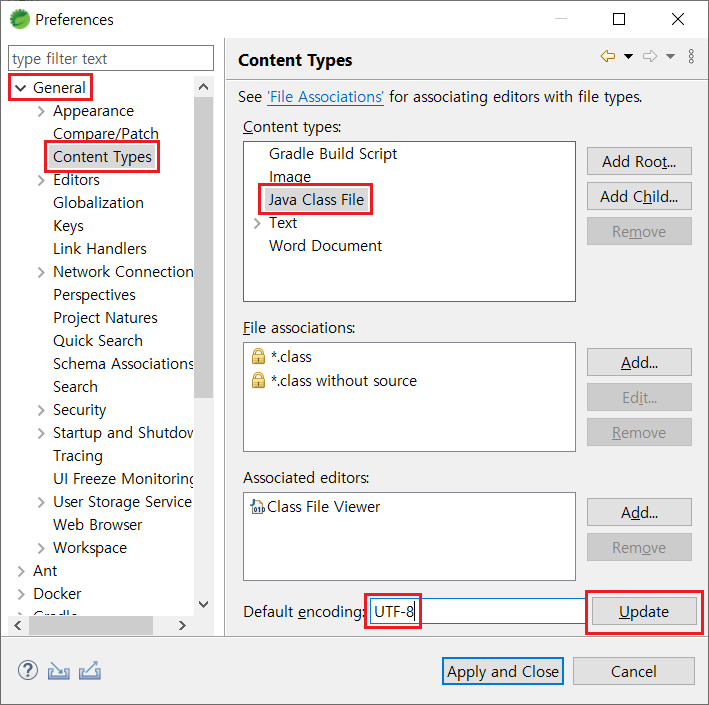 Preferences
type filter text
General
Appearance
Compare/Patch
Content Types
Editors
Globalization
Keys
Link Handlers
Network Connection
Perspectives
Project Natures
Quick Search
Schema Associations
Search
Security
Startup and Shutdow
Tracing
UI Freeze Monitoring
User Storage Service
Web Browser
Workspace
Ant
Docker
Gradle
Content Types
See 'File Associations' for associating editors with file types.
Content types:
Gradle Build Script
Image
Java Class File
Text
Word Document
Add Root...
Add Child...
Remove
File associations:
*.class
*.class without source
Add...
Edit...
Remove
Associated editors:
010
Class File Viewer
Add...
Remove
Default encoding: UTF-8 Update
?
Apply and Close Cancel